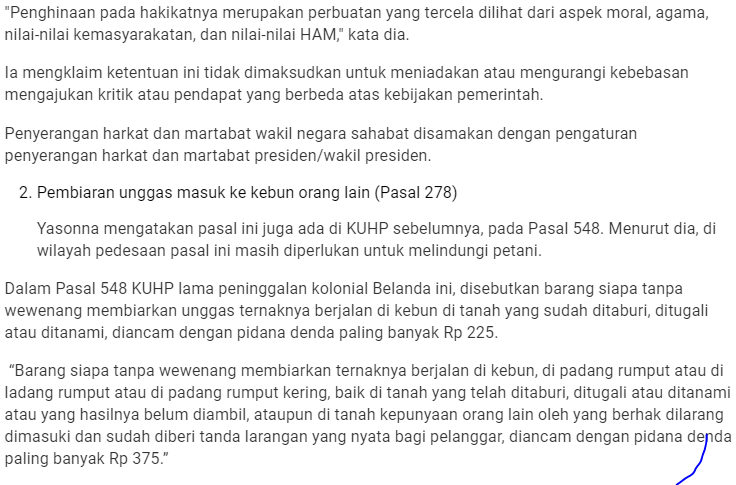 "Penghinaan pada hakikatnya merupakan perbuatan yang tercela dilihat dari aspek moral, agama,
nilai-nilai kemasyarakatan, dan nilai-nilai HAM," kata dia.
Ia mengklaim ketentuan ini tidak dimaksudkan untuk meniadakan atau mengurangi kebebasan
mengajukan kritik atau pendapat yang berbeda atas kebijakan pemerintah.
Penyerangan harkat dan martabat wakil negara sahabat disamakan dengan pengaturan
penyerangan harkat dan martabat presiden/wakil presiden.
2. Pembiaran unggas masuk ke kebun orang lain (Pasal 278)
Yasonna mengatakan pasal ini juga ada di KUHP sebelumnya, pada Pasal 548. Menurut dia, di
wilayah pedesaan pasal ini masih diperlukan untuk melindungi petani.
Dalam Pasal 548 KUHP lama peninggalan kolonial Belanda ini, disebutkan barang siapa tanpa
wewenang membiarkan unggas ternaknya berjalan di kebun di tanah yang sudah ditaburi, ditugali
atau ditanami, diancam dengan pidana denda paling banyak Rp 225.
“Barang siapa tanpa wewenang membiarkan ternaknya berjalan di kebun, di padang rumput atau di
ladang rumput atau di padang rumput kering, baik di tanah yang telah ditaburi, ditugali atau ditanami
atau yang hasilnya belum diambil, ataupun di tanah kepunyaan orang lain oleh yang berhak dilarang
dimasuki dan sudah diberi tanda larangan yang nyata bagi pelanggar, diancam dengan pidana denda
paling banyak Rp 375.”